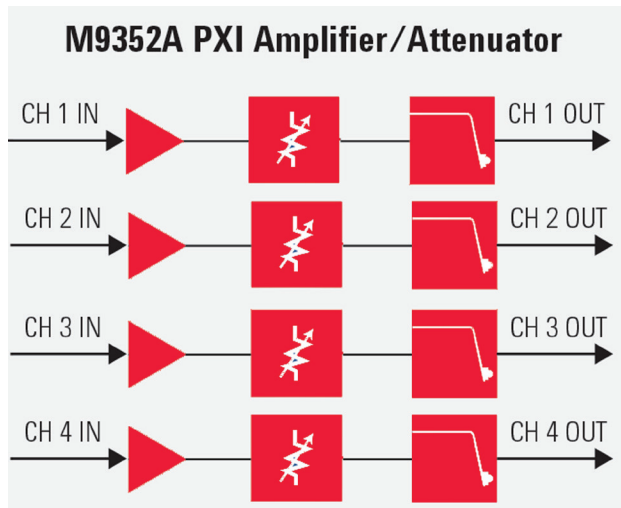 M9352A PXI Amplifier/Attenuator
CH 1 IN
CH 1 OUT
CH 2 IN
CH 2 OUT
CH 3 IN
CH 3 OUT
CH 4 IN
CH 4 OUT